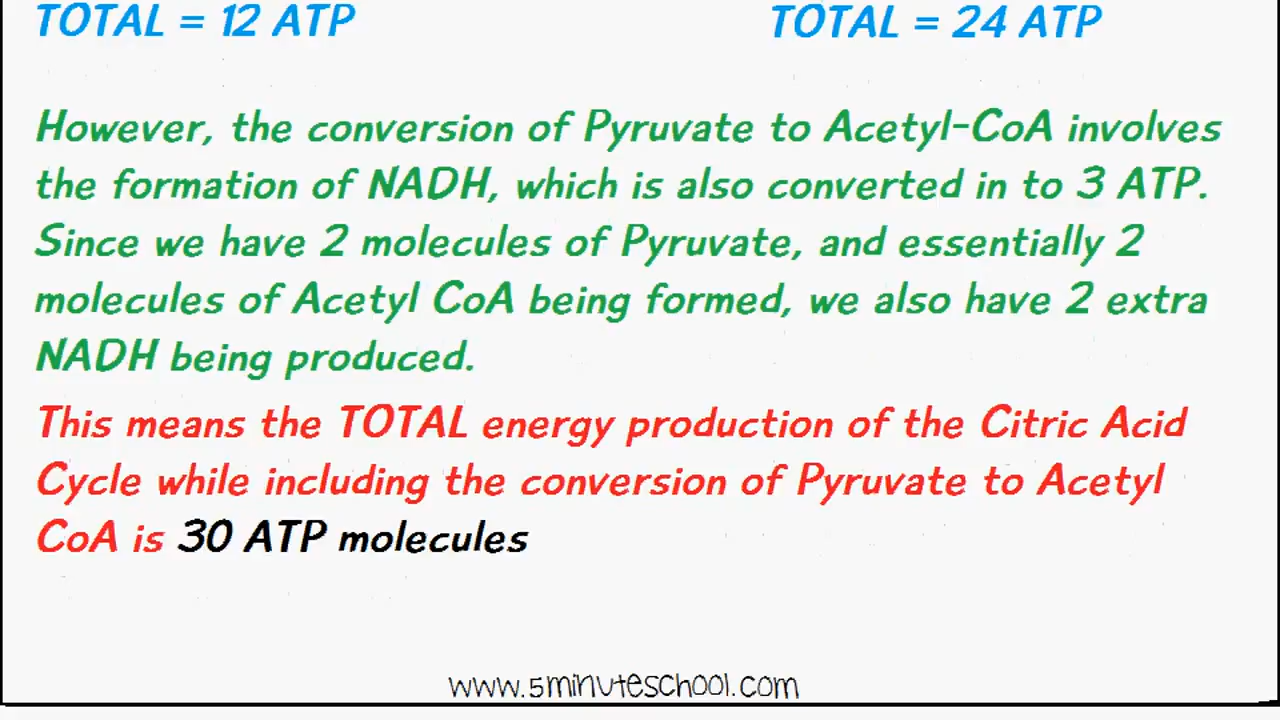 TOTAL = 12 ATP
TOTAL = 24 ATP
However, the conversion of Pyruvate to Acetyl-CoA involves
the formation of NADH, which is also converted in to 3 ATP.
Since we have 2 molecules of Pyruvate, and essentially 2
molecules of Acetyl CoA being formed, we also have 2 extra
NADH being produced.
This means the TOTAL energy production of the Citric Acid
Cycle while including the conversion of Pyruvate to Acetyl
CoA is 30 ATP molecules
www.5minuteschool.com